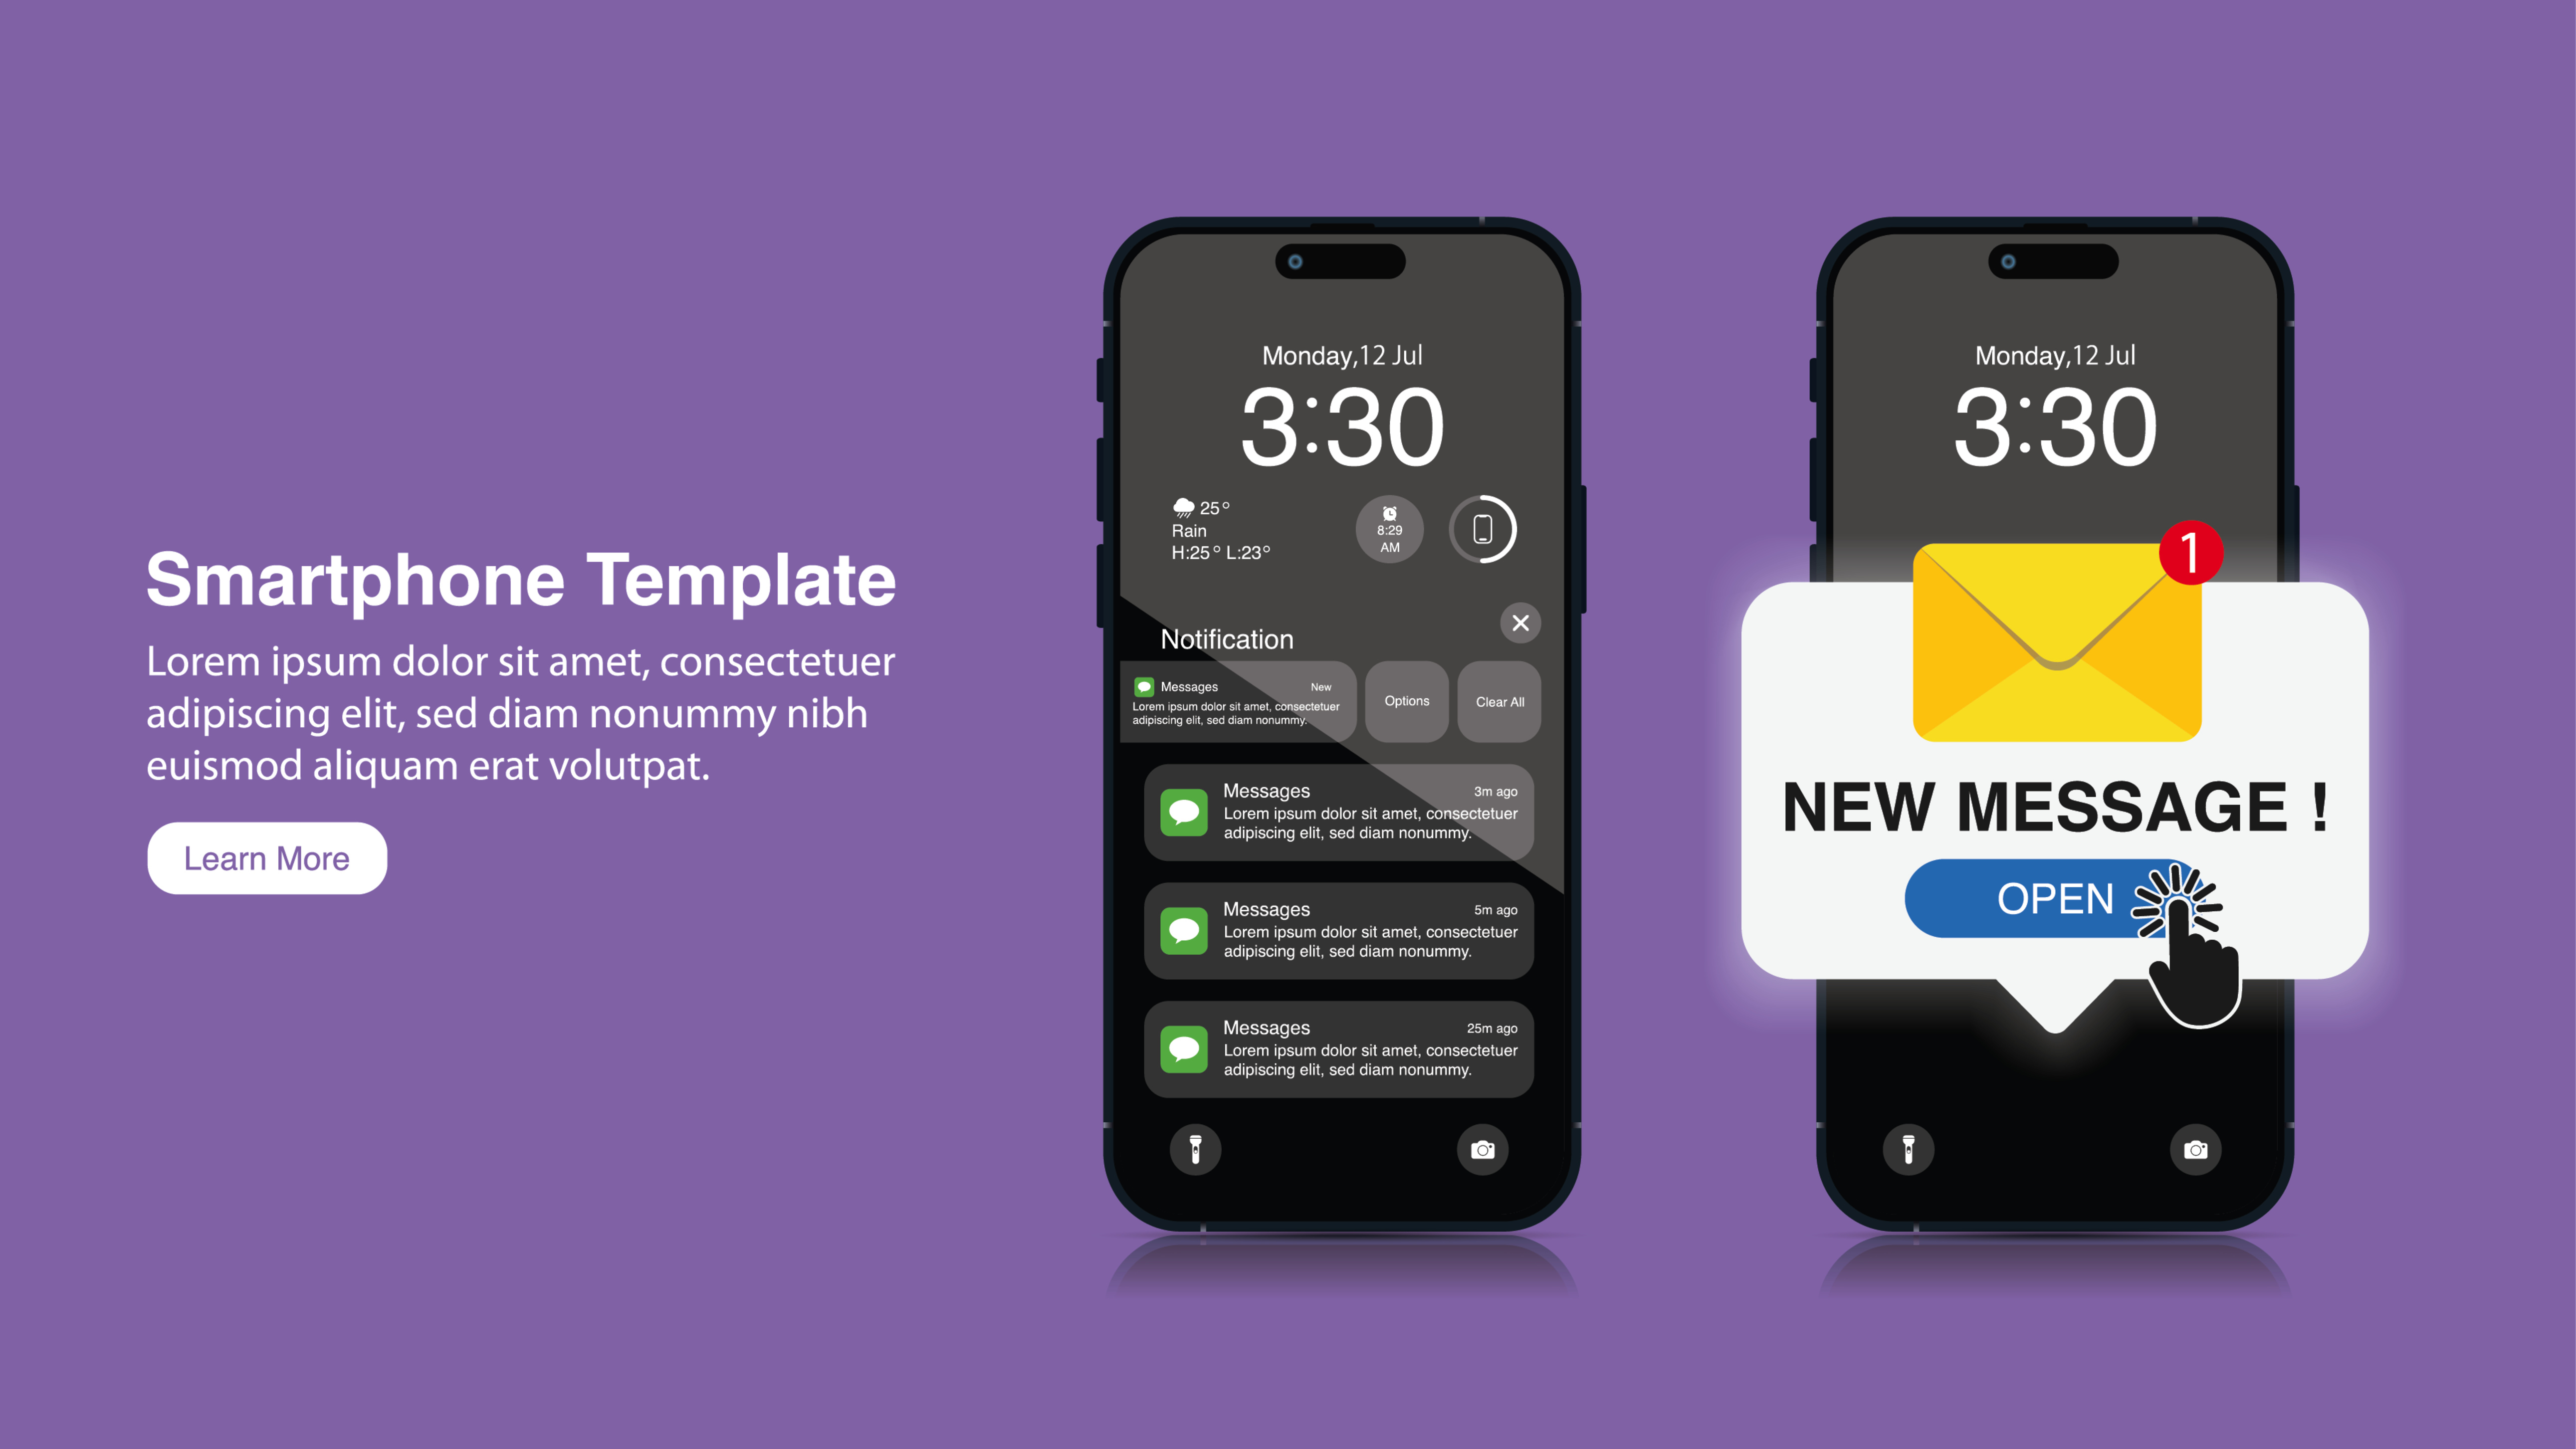 Smartphone Template
Lorem ipsum dolor sit amet, consectetuer
adipiscing elit, sed diam nonummy nibh
euismod aliquam erat volutpat.
Learn More
Monday,12 Jul
3:30
25°
Rain
H:25° L:23°
8:29
AM
Notification
Messages New
Lorem ipsum dolor sit amet, consectetuer
adipiscing elit, sed diam nonummy.
Options
Clear All
Messages 3m ago
Lorem ipsum dolor sit amet, consectetuer
adipiscing elit, sed diam nonummy.
Messages 5m ago
Lorem ipsum dolor sit amet, consectetuer
adipiscing elit, sed diam nonummy.
Messages 25m ago
Lorem ipsum dolor sit amet, consectetuer
adipiscing elit, sed diam nonummy.
Monday,12 Jul
3:30
1
NEW MESSAGE !
OPEN